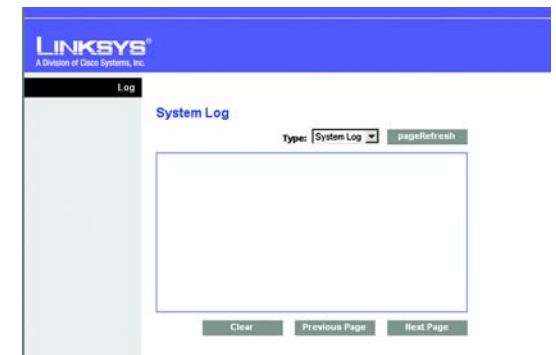 LINKSYS®
A Division of Cisco Systems, Inc.
Log
System Log
Type: System Log pageRefresh
Clear Previous Page Next Page